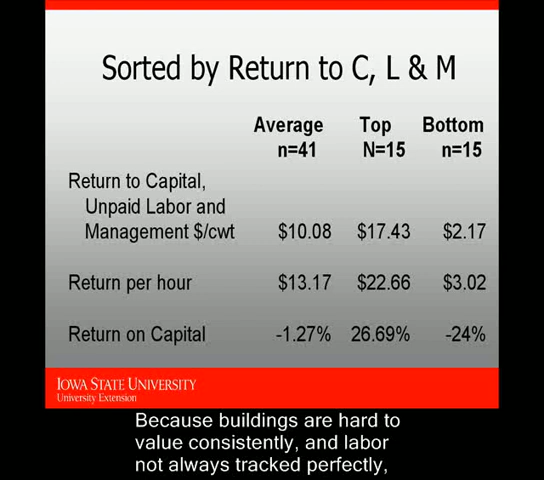 Sorted by Return to C, L & M
Average Top Bottom
n=41 N=15 n=15
Return to Capital,
Unpaid Labor and
Management $/cwt $10.08 $17.43 $2.17
Return per hour $13.17 $22.66 $3.02
Return on Capital -1.27% 26.69% -24%
IOWA STATE UNIVERSITY
University Extension
Because buildings are hard to
value consistently, and labor
not always tracked perfectly,